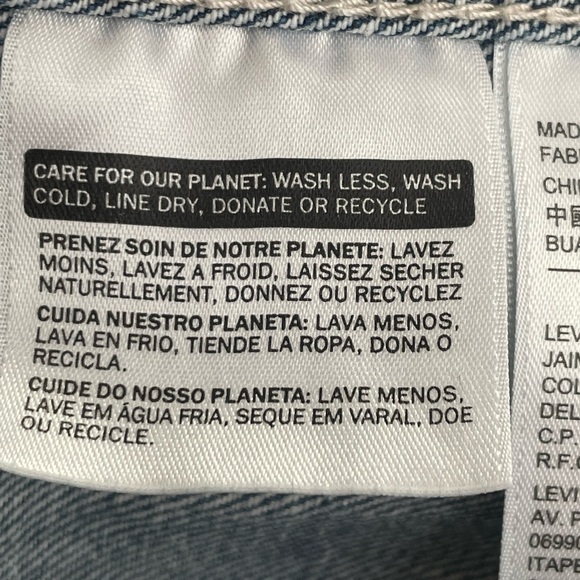 CARE FOR OUR PLANET: WASH LESS, WASH
COLD, LINE DRY, DONATE OR RECYCLE
PRENEZ SOIN DE NOTRE PLANETE: LAVEZ
MOINS, LAVEZ A FROID, LAISSEZ SECHER
NATURELLEMENT, DONNEZ OU RECYCLEZ
CUIDA NUESTRO PLANETA: LAVA MENOS,
LAVA EN FRIO, TIENDE LA ROPA, DONA O
RECICLA.
CUIDE DO NOSSO PLANETA: LAVE MENOS,
LAVE EM ÁGUA FRIA, SEQUE EM VARAL, DOE
OU RECICLE.
MAD
FABR
CHI
中国
BUA
LEV
JAIM
COL
DEL
C.P.
R.F.C
LEVI
AV. P
0699
ITAPE